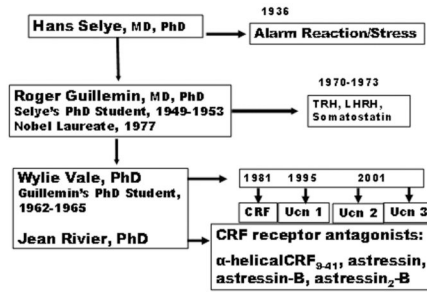 1936
Hans Selye, MD, PhD
Alarm Reaction/Stress
1970-1973
Roger Guillemin, MD, PhD
Selye's PhD Student, 1949-1953
Nobel Laureate, 1977
TRH, LHRH,
Somatostatin
Wylie Vale, PhD
Guillemin's PhD Student,
1962-1965
Jean Rivier, PhD
1981 1995 2001
CRF Ucn 1 Ucn 2 Ucn 3
CRF receptor antagonists:
α-helicalCRF₉₋₄₁, astressin,
astressin-B, astressin₂-B